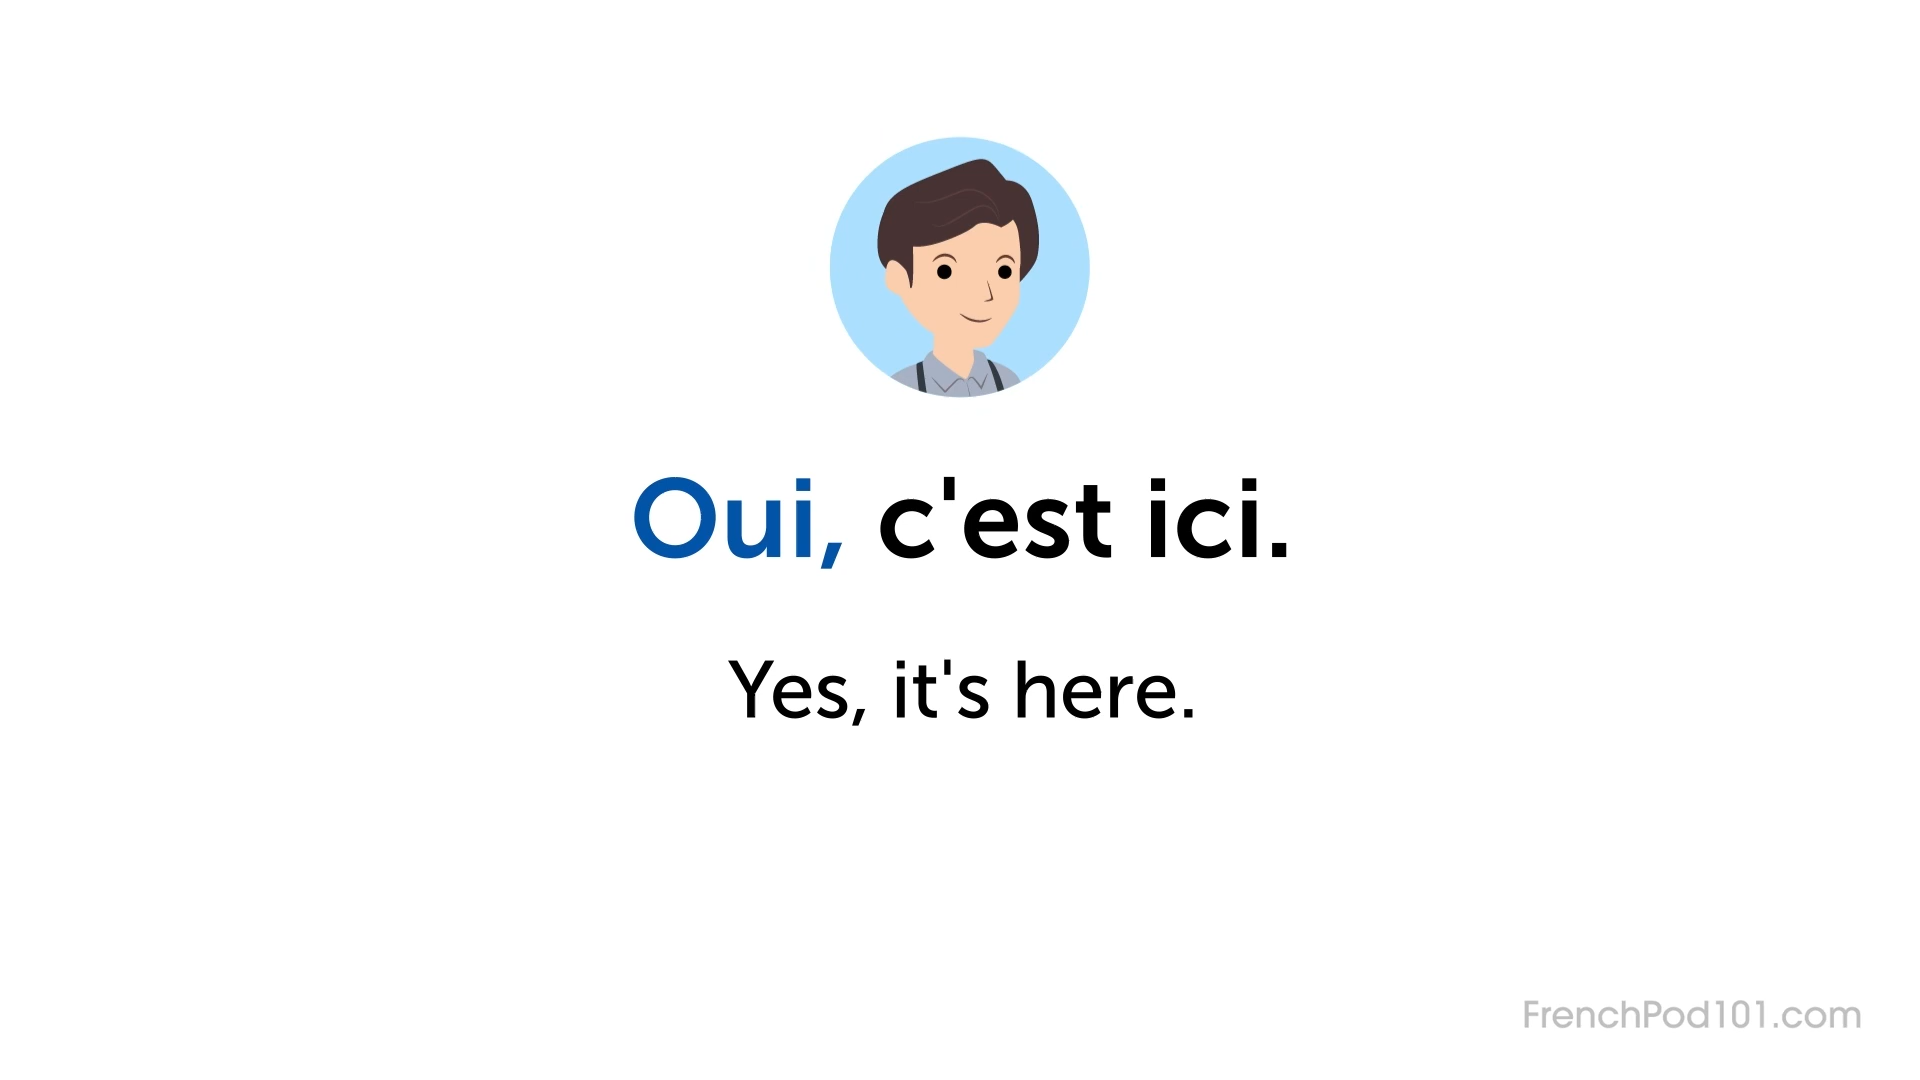 Oui, c'est ici.
Yes, it's here.
FrenchPod101.com